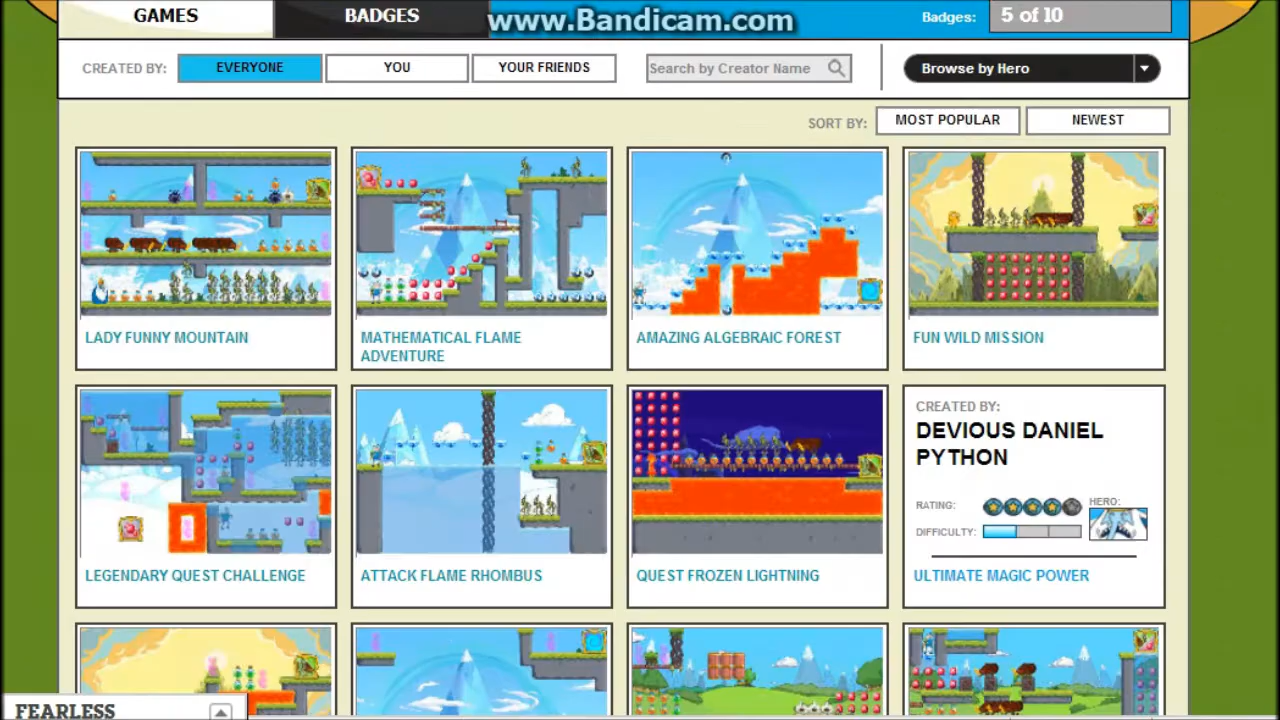 GAMES
BADGES
www.Bandicam.com
Badges:
5 of 10
CREATED BY:
EVERYONE
YOU
YOUR FRIENDS
Search by Creator Name
Browse by Hero
SORT BY:
MOST POPULAR
NEWEST
LADY FUNNY MOUNTAIN
MATHEMATICAL FLAME
ADVENTURE
AMAZING ALGEBRAIC FOREST
FUN WILD MISSION
LEGENDARY QUEST CHALLENGE
ATTACK FLAME RHOMBUS
QUEST FROZEN LIGHTNING
CREATED BY:
DEVIOUS DANIEL
PYTHON
RATING:
HERO:
DIFFICULTY:
ULTIMATE MAGIC POWER
FEARLESS